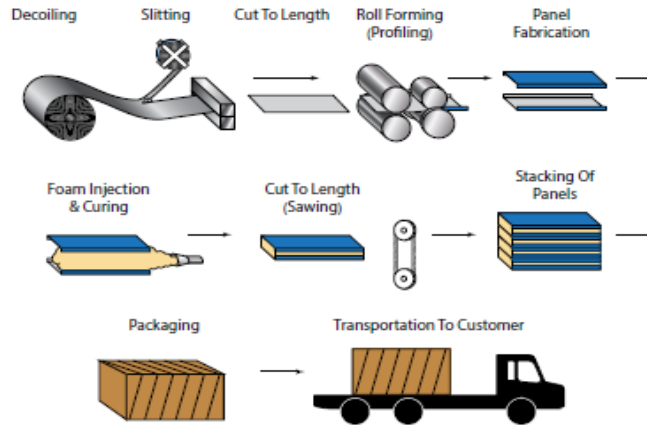 Decoiling
Slitting
Cut To Length
Roll Forming
(Profiling)
Panel
Fabrication
Foam Injection
& Curing
Cut To Length
(Sawing)
Stacking Of
Panels
Packaging
Transportation To Customer